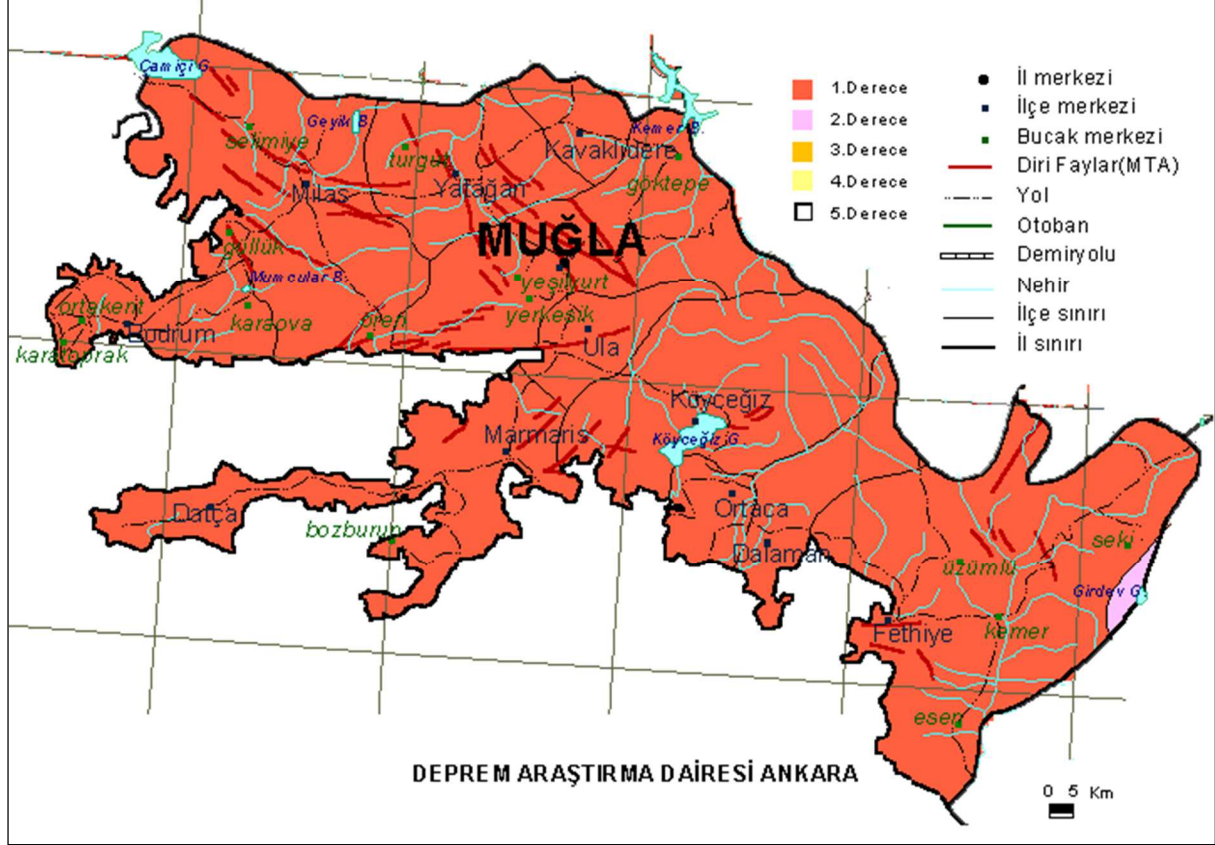 Çamiçi G.
selimiye
Geyik B.
turgut
Kavaklıdere
Kemer B.
göktepe
Milas
Yatağan
MUĞLA
güllük
Mumcular B.
yeşilyurt
yerkesik
ortakent
Bodrum
karaova
ören
Ula
karatoprak
Köyceğiz
Köyceğiz G.
Marmaris
Datça
bozburun
Ortaca
Dalaman
üzümlü
seki
Girdev G.
Fethiye
kemer
eşen
1.Derece
2.Derece
3.Derece
4.Derece
5.Derece
İl merkezi
İlçe merkezi
Bucak merkezi
Diri Faylar(MTA)
Yol
Otoban
Demiryolu
Nehir
İlçe sınırı
İl sınırı
DEPREM ARAŞTIRMA DAİRESİ ANKARA
0 5 Km